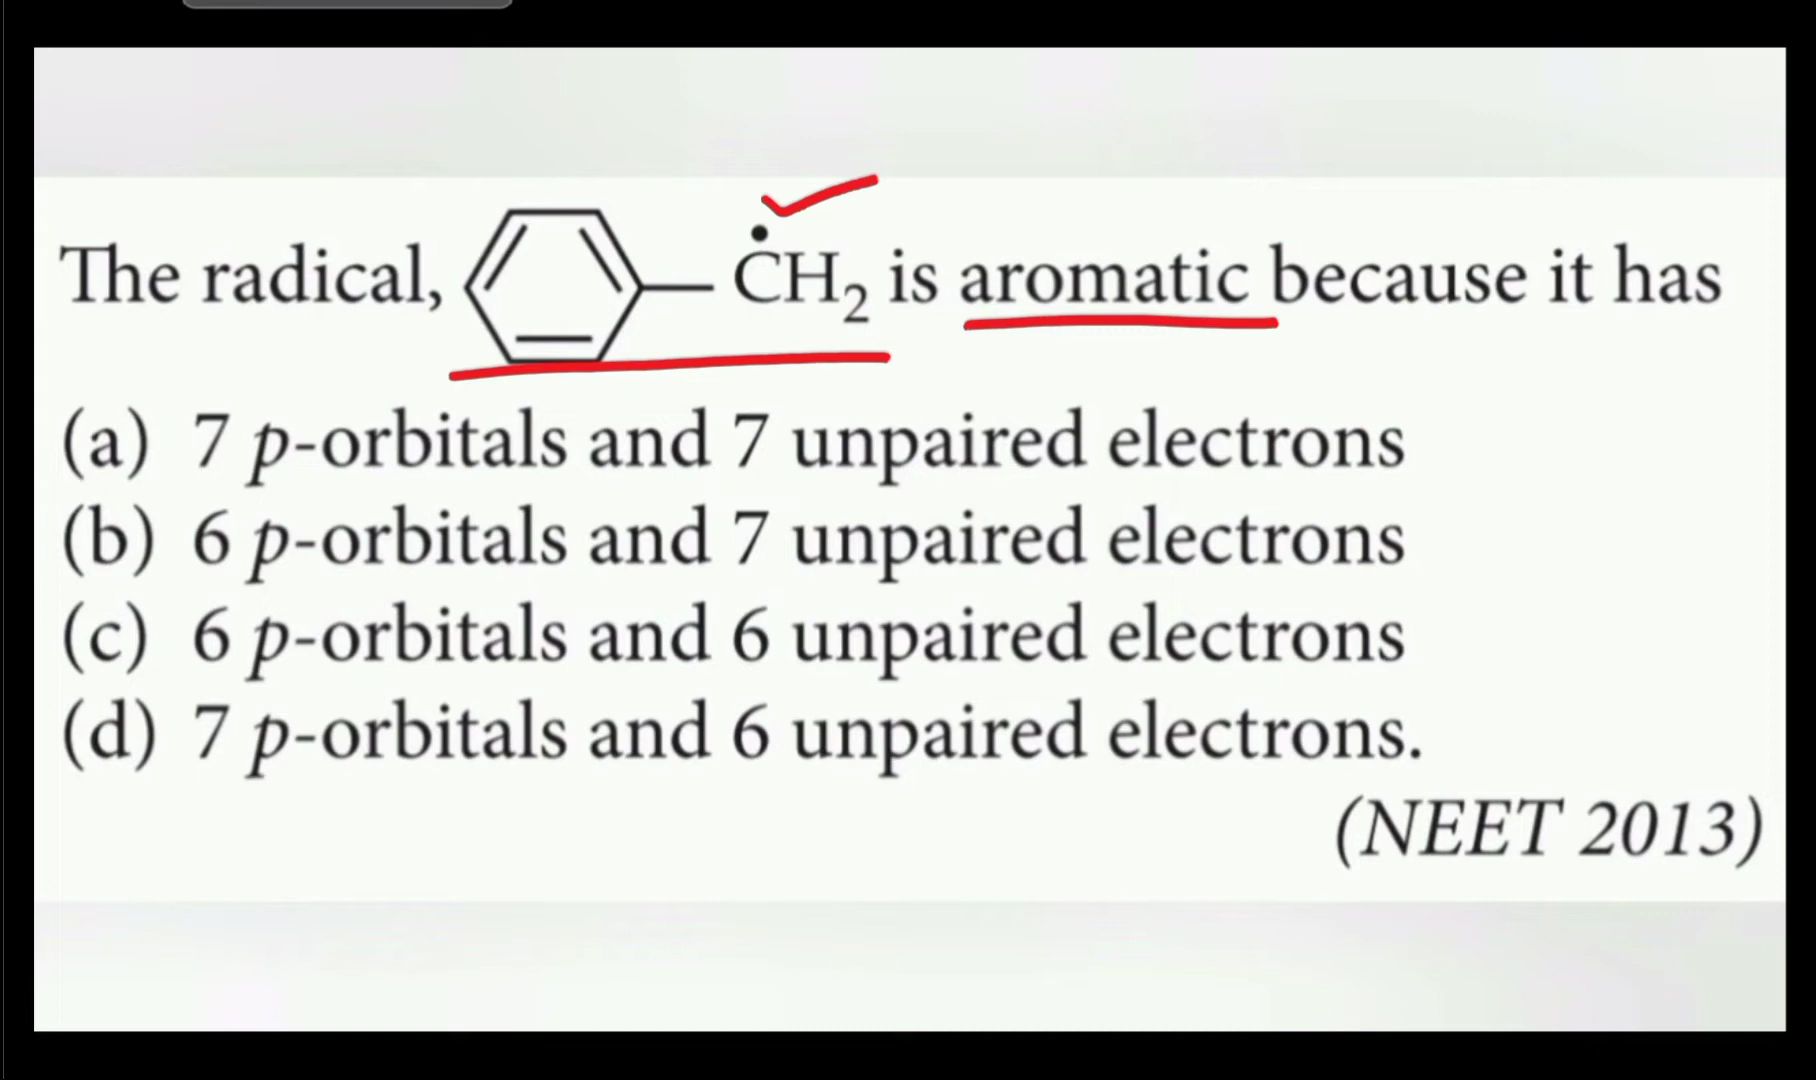 The radical, ĊH₂ is aromatic because it has
(a) 7 p-orbitals and 7 unpaired electrons
(b) 6 p-orbitals and 7 unpaired electrons
(c) 6 p-orbitals and 6 unpaired electrons
(d) 7 p-orbitals and 6 unpaired electrons.
(NEET 2013)